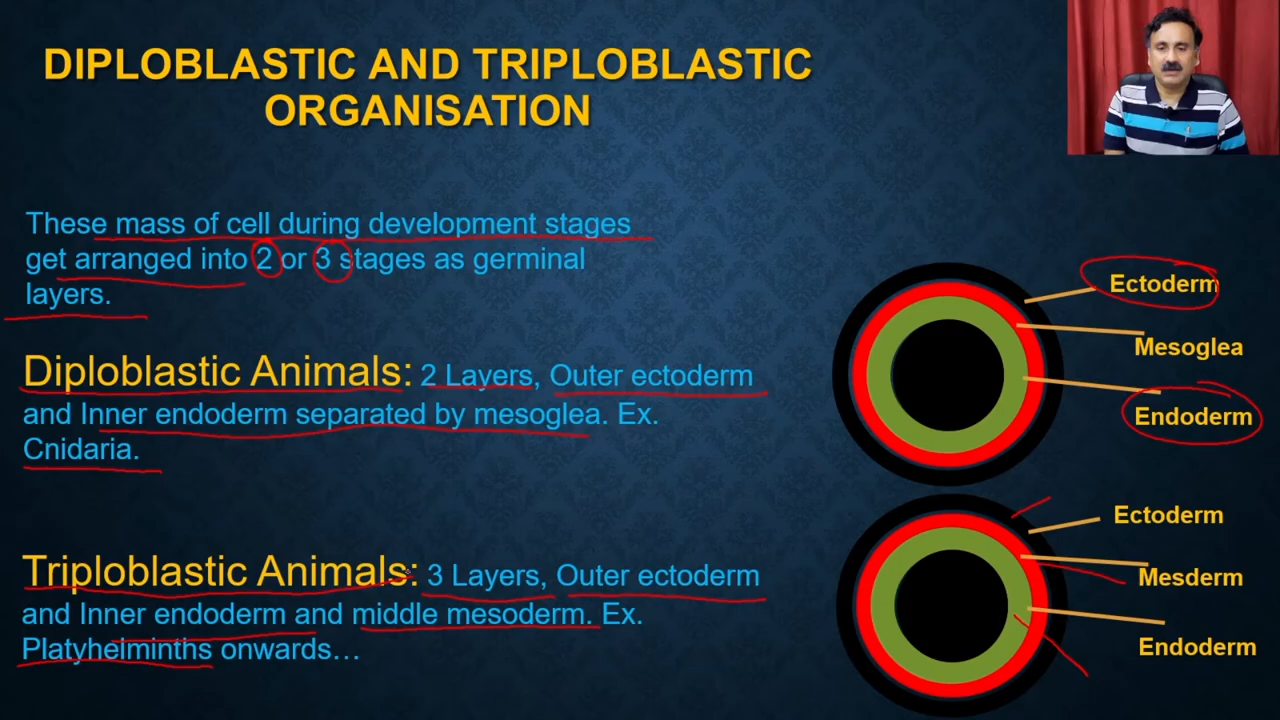 DIPLOBLASTIC AND TRIPLOBLASTIC
ORGANISATION
These mass of cell during development stages
get arranged into 2 or 3 stages as germinal
layers.
Diploblastic Animals: 2 Layers, Outer ectoderm
and Inner endoderm separated by mesoglea. Ex.
Cnidaria.
Triploblastic Animals: 3 Layers, Outer ectoderm
and Inner endoderm and middle mesoderm. Ex.
Platyhelminths onwards...
Ectoderm
Mesoglea
Endoderm
Ectoderm
Mesderm
Endoderm